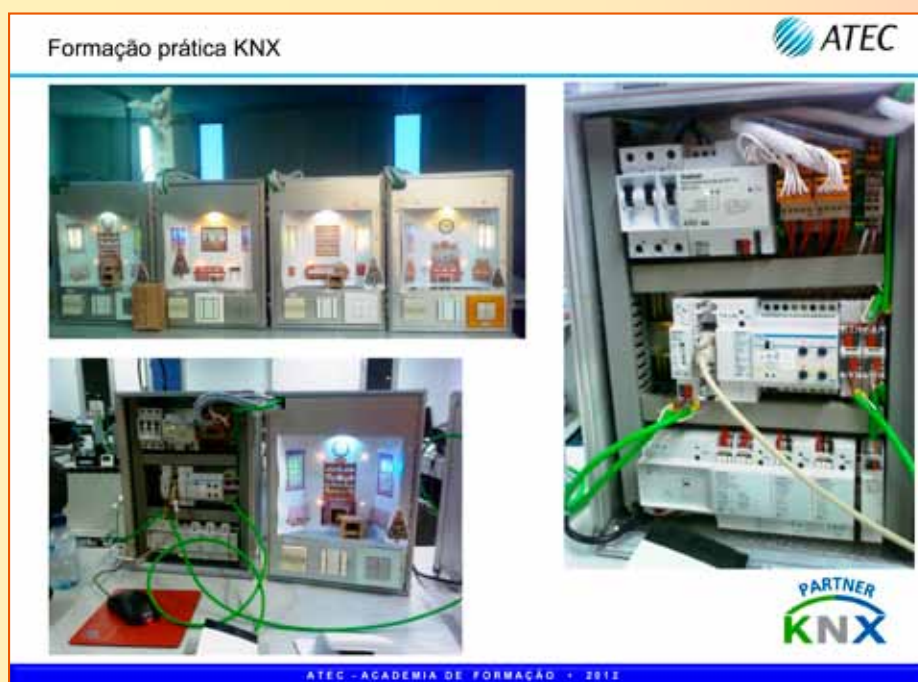 Formação prática KNX
ATEC
PARTNER
KNX
ATEC - ACADEMIA DE FORMAÇÃO • 2012